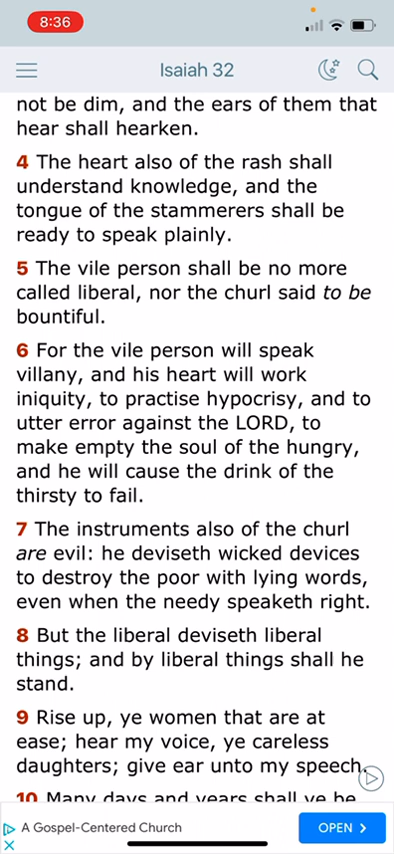 8:36
Isaiah 32
not be dim, and the ears of them that
hear shall hearken.
4 The heart also of the rash shall
understand knowledge, and the
tongue of the stammerers shall be
ready to speak plainly.
5 The vile person shall be no more
called liberal, nor the churl said to be
bountiful.
6 For the vile person will speak
villany, and his heart will work
iniquity, to practise hypocrisy, and to
utter error against the LORD, to
make empty the soul of the hungry,
and he will cause the drink of the
thirsty to fail.
7 The instruments also of the churl
are evil: he deviseth wicked devices
to destroy the poor with lying words,
even when the needy speaketh right.
8 But the liberal deviseth liberal
things; and by liberal things shall he
stand.
9 Rise up, ye women that are at
ease; hear my voice, ye careless
daughters; give ear unto my speech.
10 Many days and years shall ye be
A Gospel-Centered Church
OPEN >